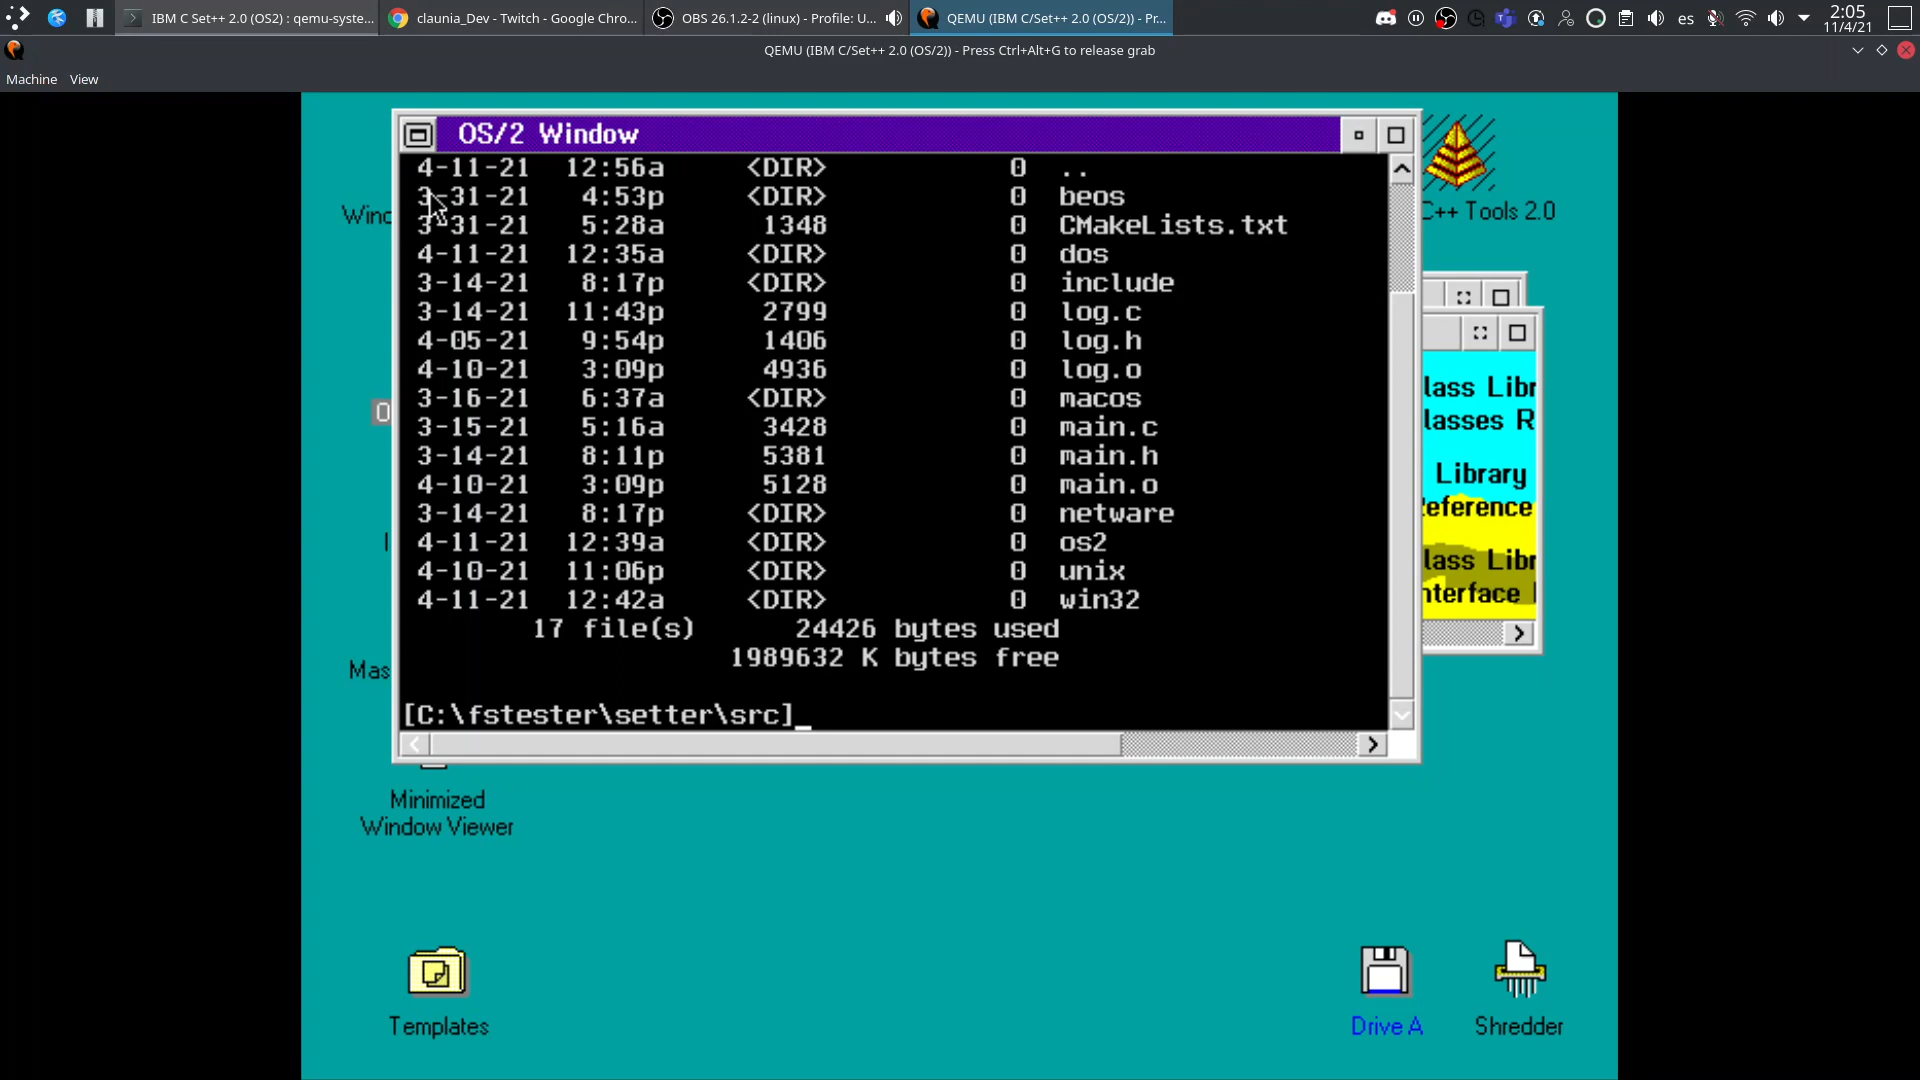 IBM C Set++ 2.0 (OS2) : qemu-syste...
claunia_Dev - Twitch - Google Chro...
OBS 26.1.2-2 (linux) - Profile: U...
QEMU (IBM C/Set++ 2.0 (OS/2)) - Pr...
es
2:05
11/4/21
QEMU (IBM C/Set++ 2.0 (OS/2)) - Press Ctrl+Alt+G to release grab
Machine View
OS/2 Window
4-11-21 12:56a <DIR> 0 ..
3-31-21 4:53p <DIR> 0 beos
3-31-21 5:28a 1348 0 CMakeLists.txt
4-11-21 12:35a <DIR> 0 dos
3-14-21 8:17p <DIR> 0 include
3-14-21 11:43p 2799 0 log.c
4-05-21 9:54p 1406 0 log.h
4-10-21 3:09p 4936 0 log.o
3-16-21 6:37a <DIR> 0 macos
3-15-21 5:16a 3428 0 main.c
3-14-21 8:11p 5381 0 main.h
4-10-21 3:09p 5128 0 main.o
3-14-21 8:17p <DIR> 0 netware
4-11-21 12:39a <DIR> 0 os2
4-10-21 11:06p <DIR> 0 unix
4-11-21 12:42a <DIR> 0 win32
17 file(s) 24426 bytes used
1989632 K bytes free
[C:\fstester\setter\src]
Wind
O
I
Mas
C++ Tools 2.0
lass Libr
lasses R
Library
eference
lass Libr
nterface
Minimized
Window Viewer
Templates
Drive A
Shredder